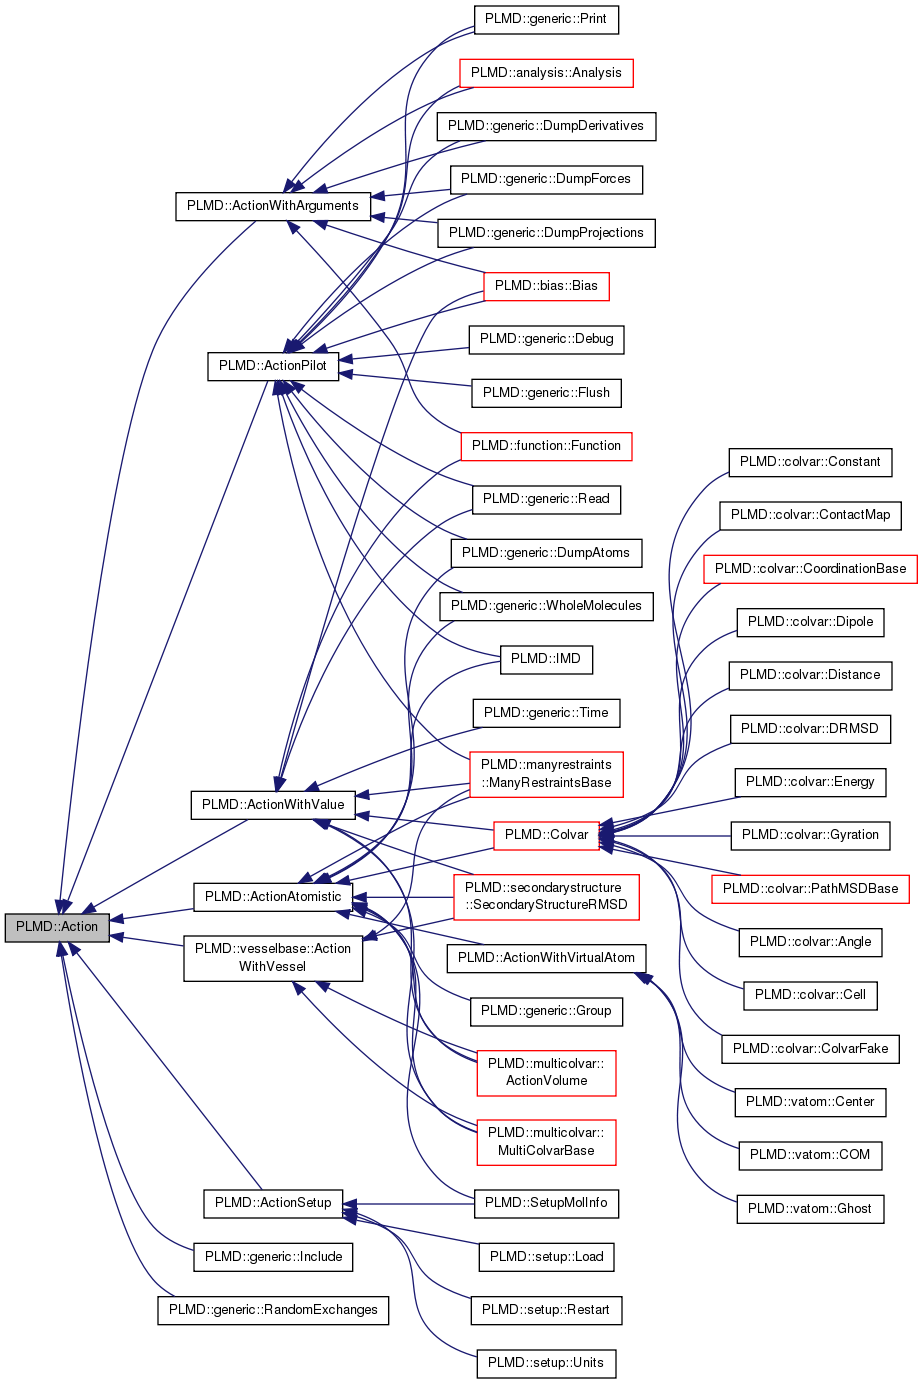 PLMD::generic::Print
PLMD::analysis::Analysis
PLMD::generic::DumpDerivatives
PLMD::generic::DumpForces
PLMD::ActionWithArguments
PLMD::generic::DumpProjections
PLMD::bias::Bias
PLMD::generic::Debug
PLMD::ActionPilot
PLMD::generic::Flush
PLMD::function::Function
PLMD::colvar::Constant
PLMD::generic::Read
PLMD::colvar::ContactMap
PLMD::generic::DumpAtoms
PLMD::colvar::CoordinationBase
PLMD::generic::WholeMolecules
PLMD::colvar::Dipole
PLMD::IMD
PLMD::colvar::Distance
PLMD::generic::Time
PLMD::colvar::DRMSD
PLMD::manyrestraints
::ManyRestraintsBase
PLMD::colvar::Energy
PLMD::ActionWithValue
PLMD::Colvar
PLMD::colvar::Gyration
PLMD::secondarystructure
::SecondaryStructureRMSD
PLMD::colvar::PathMSDBase
PLMD::ActionAtomistic
PLMD::Action
PLMD::vesselbase::Action
WithVessel
PLMD::ActionWithVirtualAtom
PLMD::colvar::Angle
PLMD::colvar::Cell
PLMD::generic::Group
PLMD::colvar::ColvarFake
PLMD::multicolvar::
ActionVolume
PLMD::vatom::Center
PLMD::multicolvar::
MultiColvarBase
PLMD::vatom::COM
PLMD::ActionSetup
PLMD::SetupMolInfo
PLMD::vatom::Ghost
PLMD::generic::Include
PLMD::setup::Load
PLMD::generic::RandomExchanges
PLMD::setup::Restart
PLMD::setup::Units